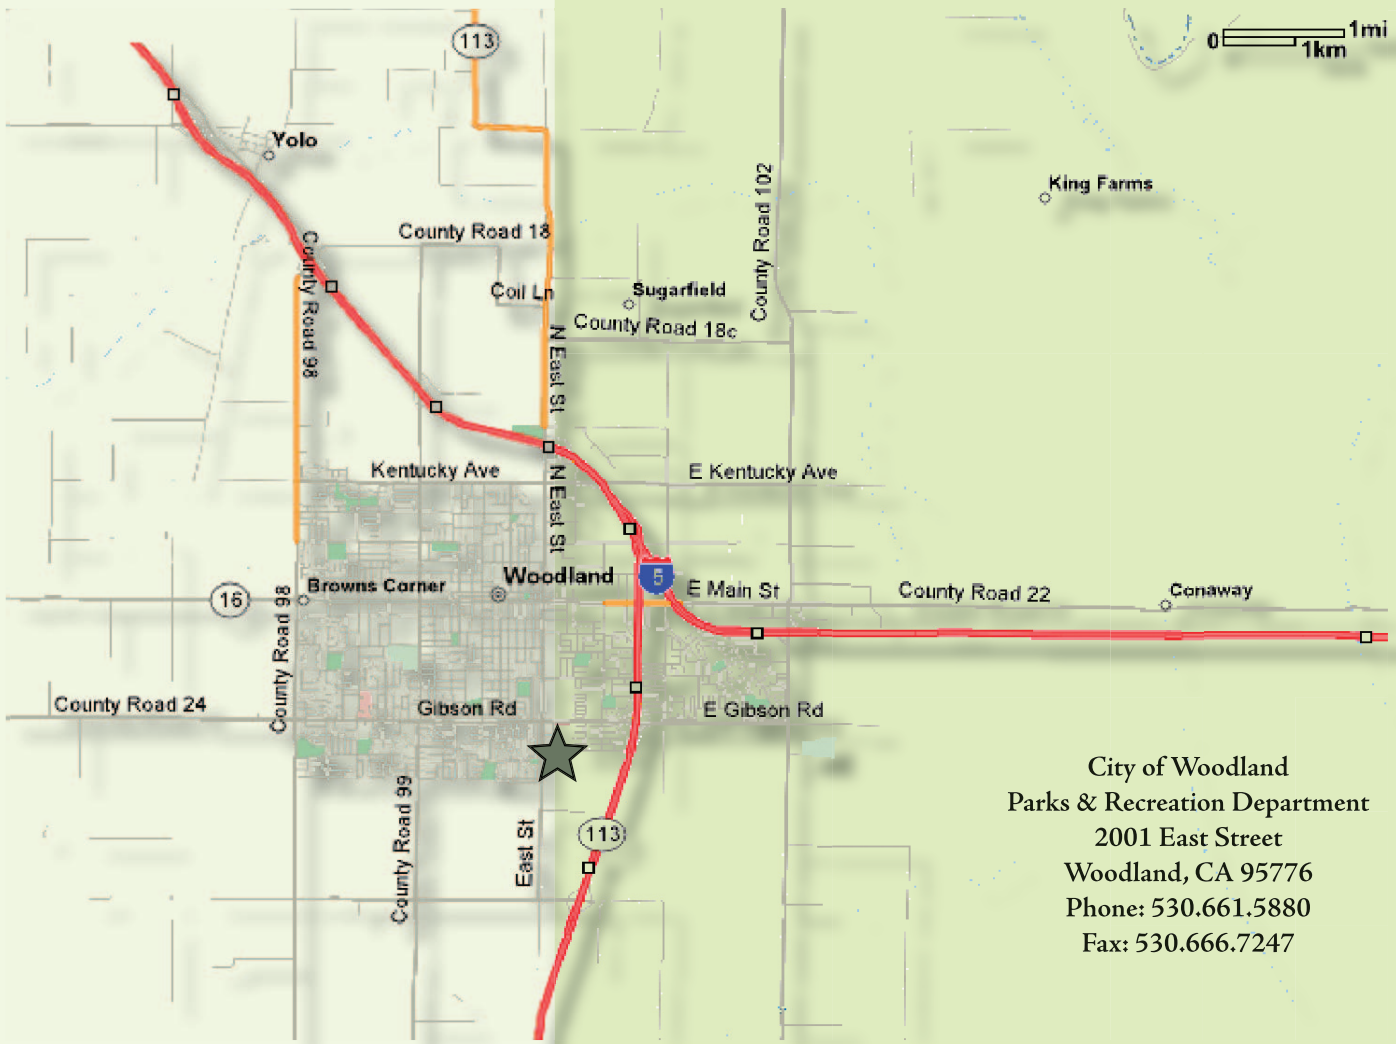 113
0
1mi
1km
Yolo
King Farms
County Road 102
County Road 18
County Road 98
Coil Ln
Sugarfield
County Road 18c
N East St
Kentucky Ave
E Kentucky Ave
N East St
5
Woodland
Browns Corner
16
E Main St
County Road 22
Conaway
County Road 98
County Road 24
Gibson Rd
E Gibson Rd
County Road 99
East St
113
City of Woodland
Parks & Recreation Department
2001 East Street
Woodland, CA 95776
Phone: 530.661.5880
Fax: 530.666.7247